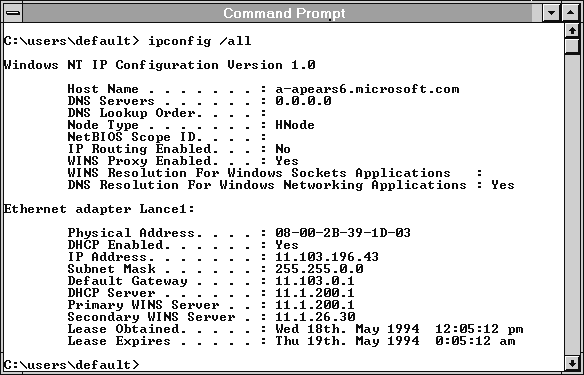 Command Prompt
C:\users\default> ipconfig /all
Windows NT IP Configuration Version 1.0
Host Name . . . . . . . : a-apears6.microsoft.com
DNS Servers . . . . . . : 0.0.0.0
DNS Lookup Order. . . . :
Node Type . . . . . . . : HNode
NetBIOS Scope ID. . . . :
IP Routing Enabled. . . : No
WINS Proxy Enabled. . . : Yes
WINS Resolution For Windows Sockets Applications   :
DNS Resolution For Windows Networking Applications : Yes
Ethernet adapter Lance1:
Physical Address. . . . : 08-00-2B-39-1D-03
DHCP Enabled. . . . . . : Yes
IP Address. . . . . . . : 11.103.196.43
Subnet Mask . . . . . . : 255.255.0.0
Default Gateway . . . . : 11.103.0.1
DHCP Server . . . . . . : 11.1.200.1
Primary WINS Server . . : 11.1.200.1
Secondary WINS Server . : 11.1.26.30
Lease Obtained. . . . . : Wed 18th. May 1994  12:05:12 pm
Lease Expires . . . . . : Thu 19th. May 1994  0:05:12 am
C:\users\default>